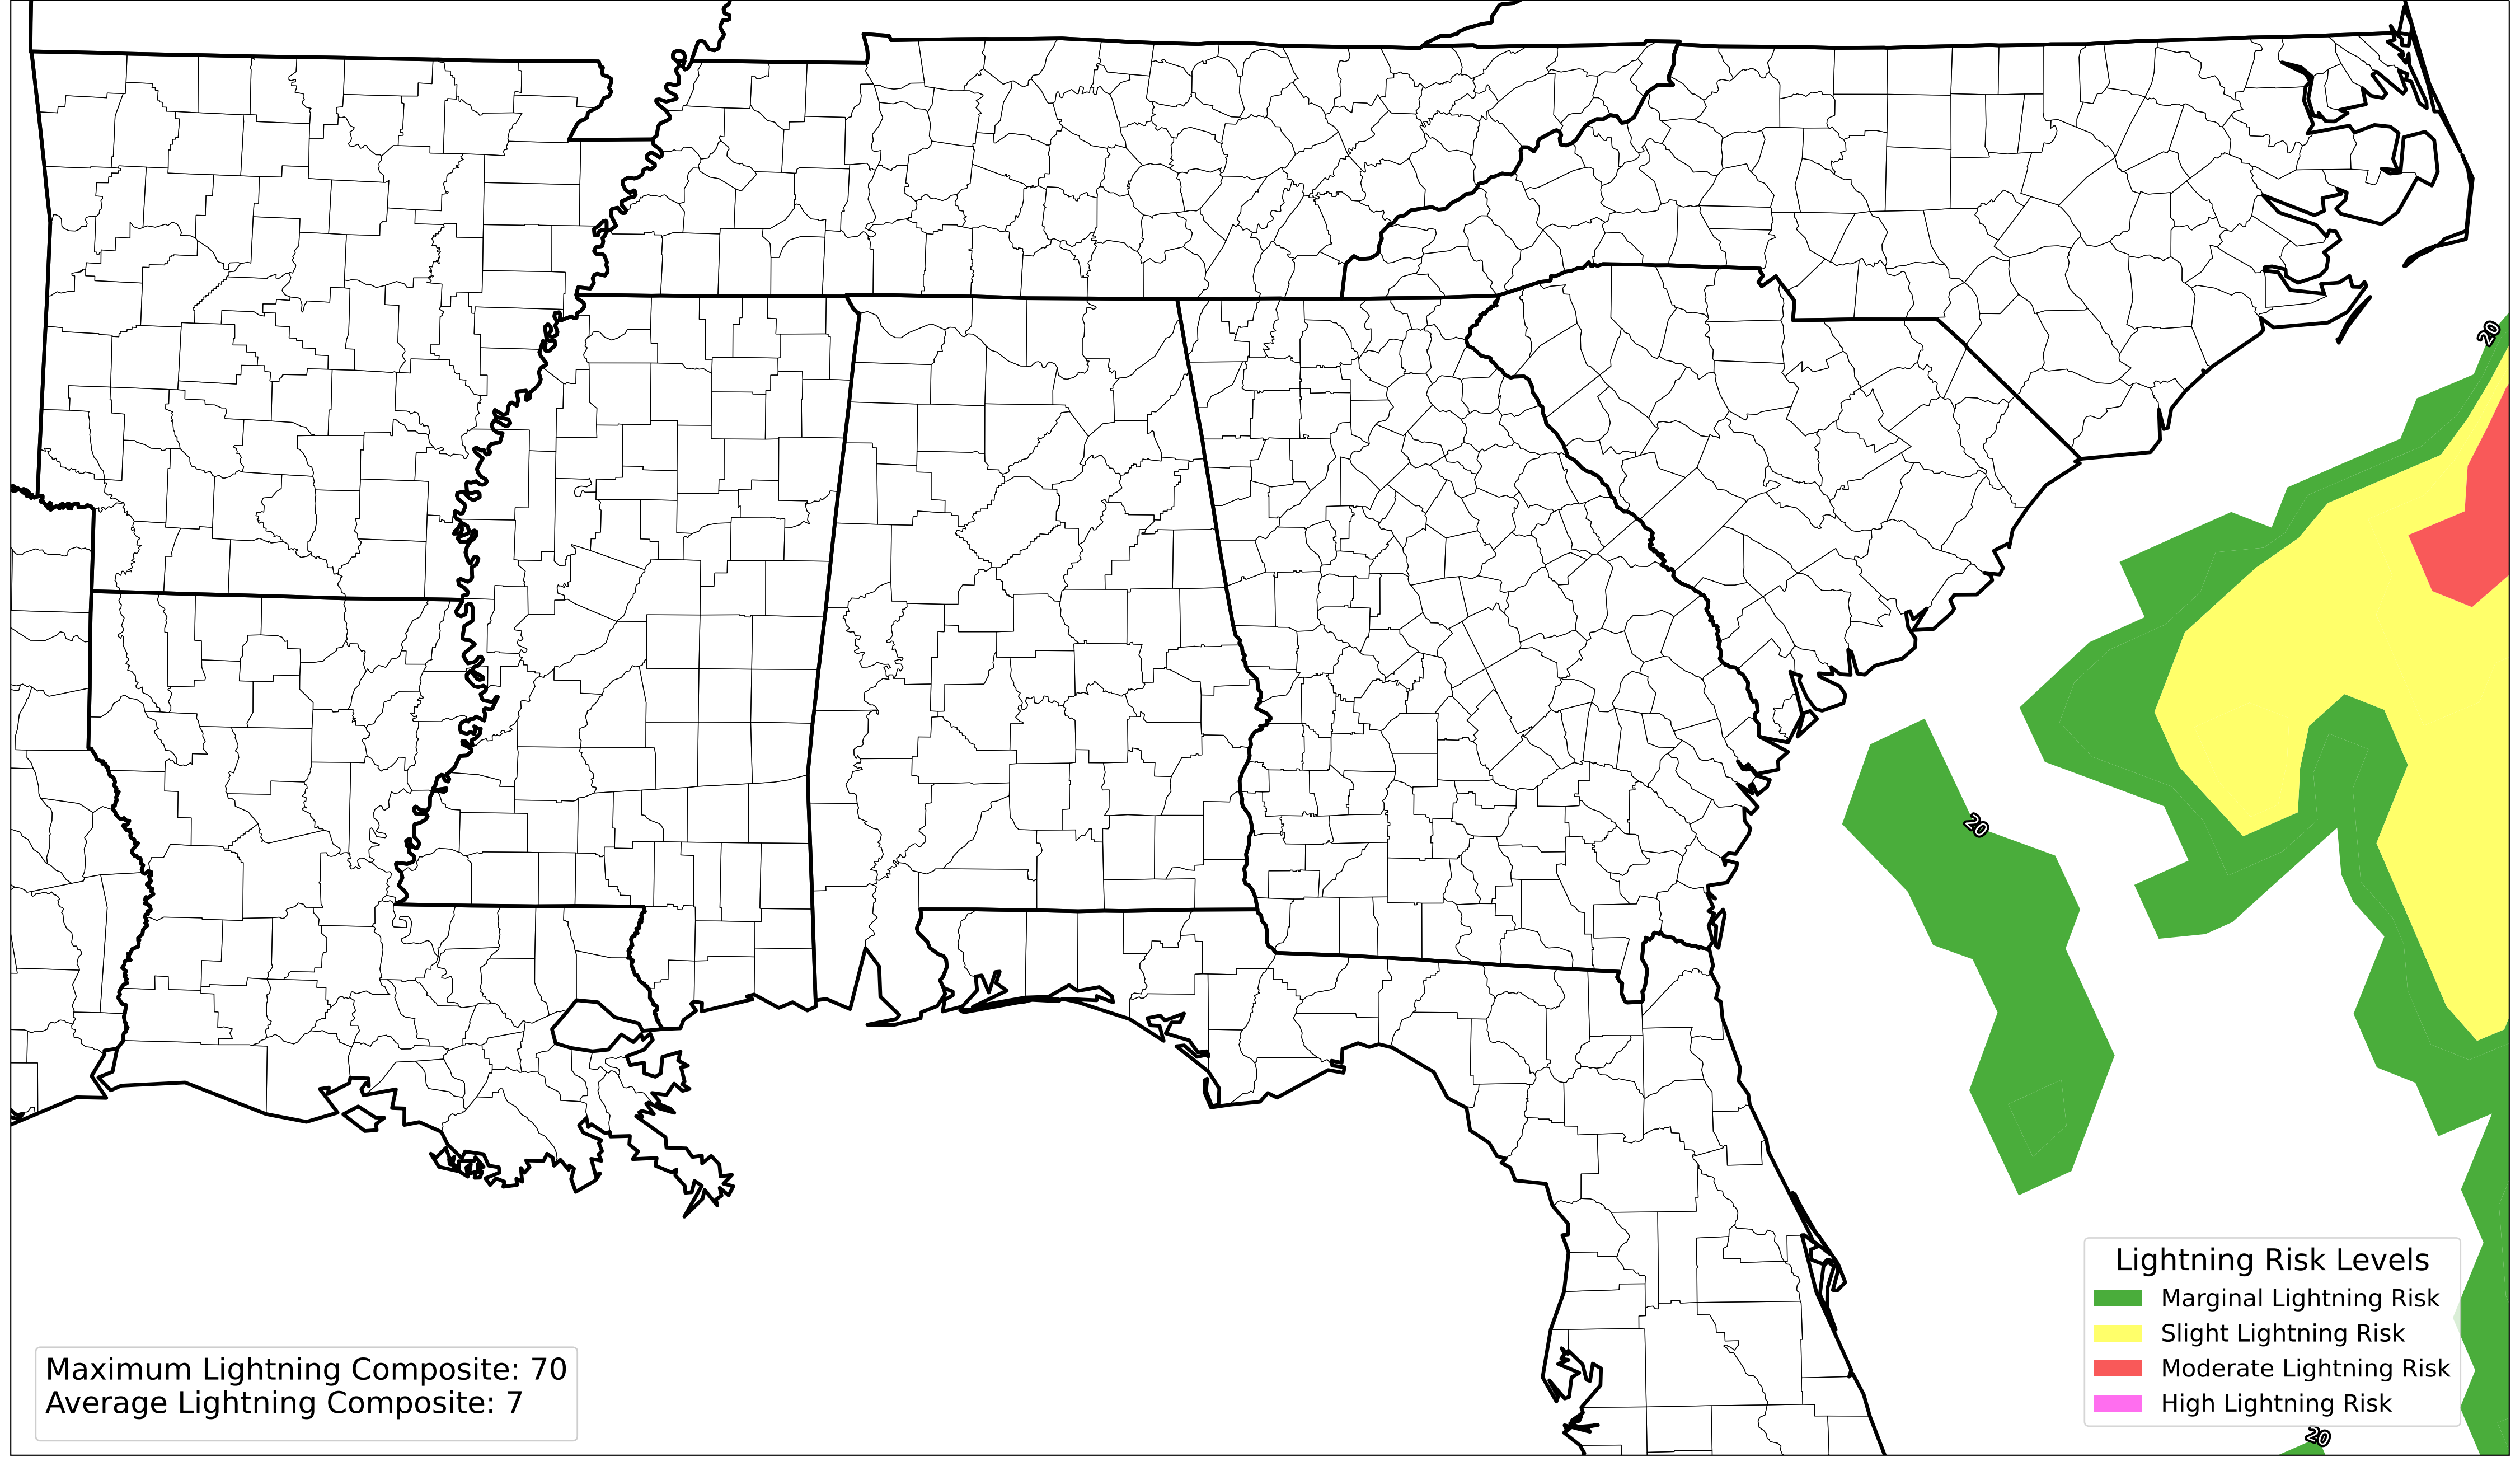 20
20
Lightning Risk Levels
Marginal Lightning Risk
Slight Lightning Risk
Moderate Lightning Risk
High Lightning Risk
Maximum Lightning Composite: 70
Average Lightning Composite: 7
20